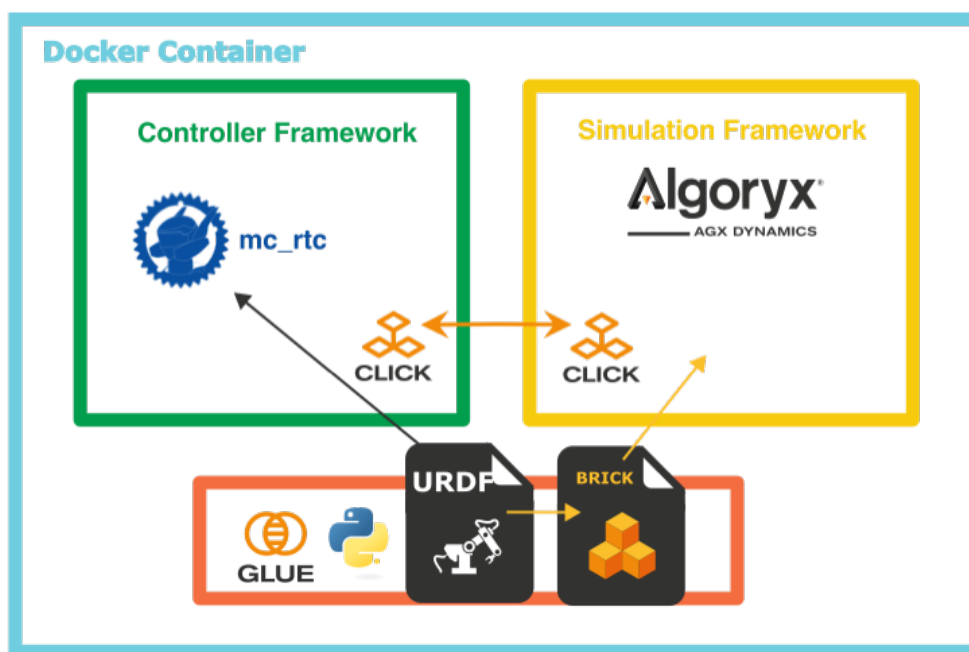 Docker Container
Controller Framework
Simulation Framework
Algoryx®
AGX DYNAMICS
mc_rtc
CLICK
CLICK
URDF
BRICK
GLUE